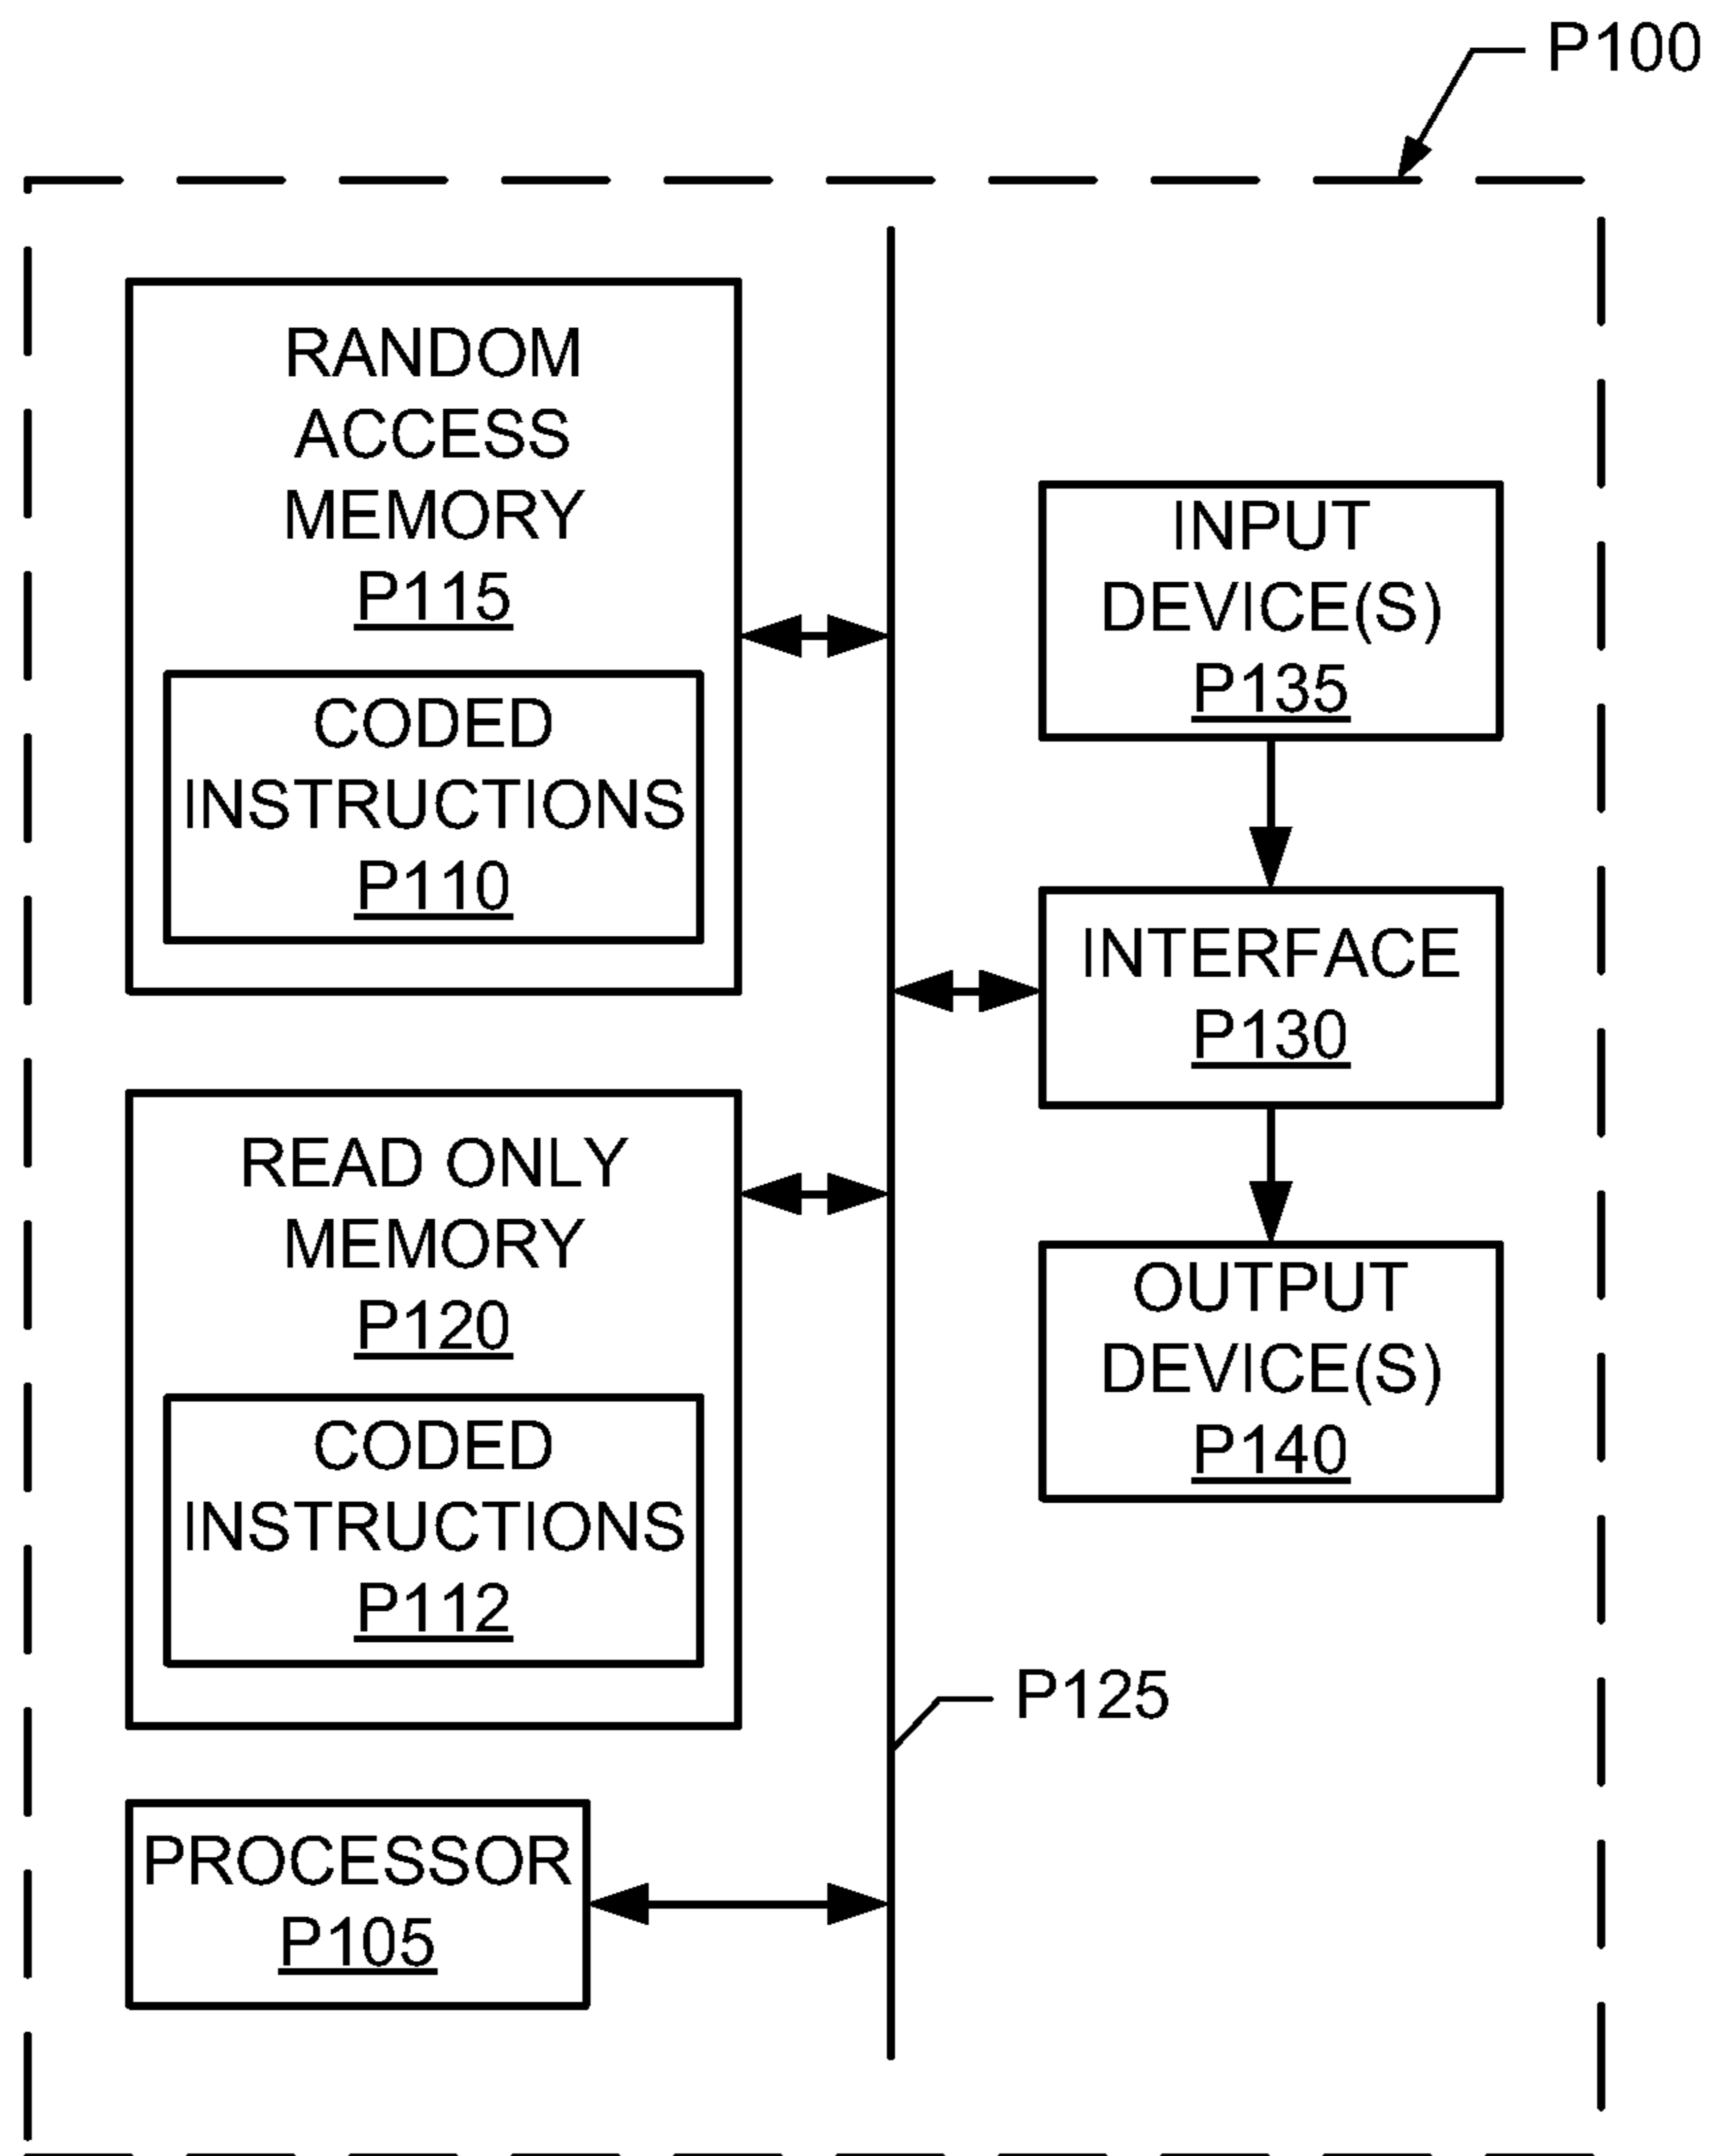 P100
RANDOM
ACCESS
MEMORY
P115
CODED
INSTRUCTIONS
P110
READ ONLY
MEMORY
P120
CODED
INSTRUCTIONS
P112
PROCESSOR
P105
INPUT
DEVICE(S)
P135
INTERFACE
P130
OUTPUT
DEVICE(S)
P140
P125